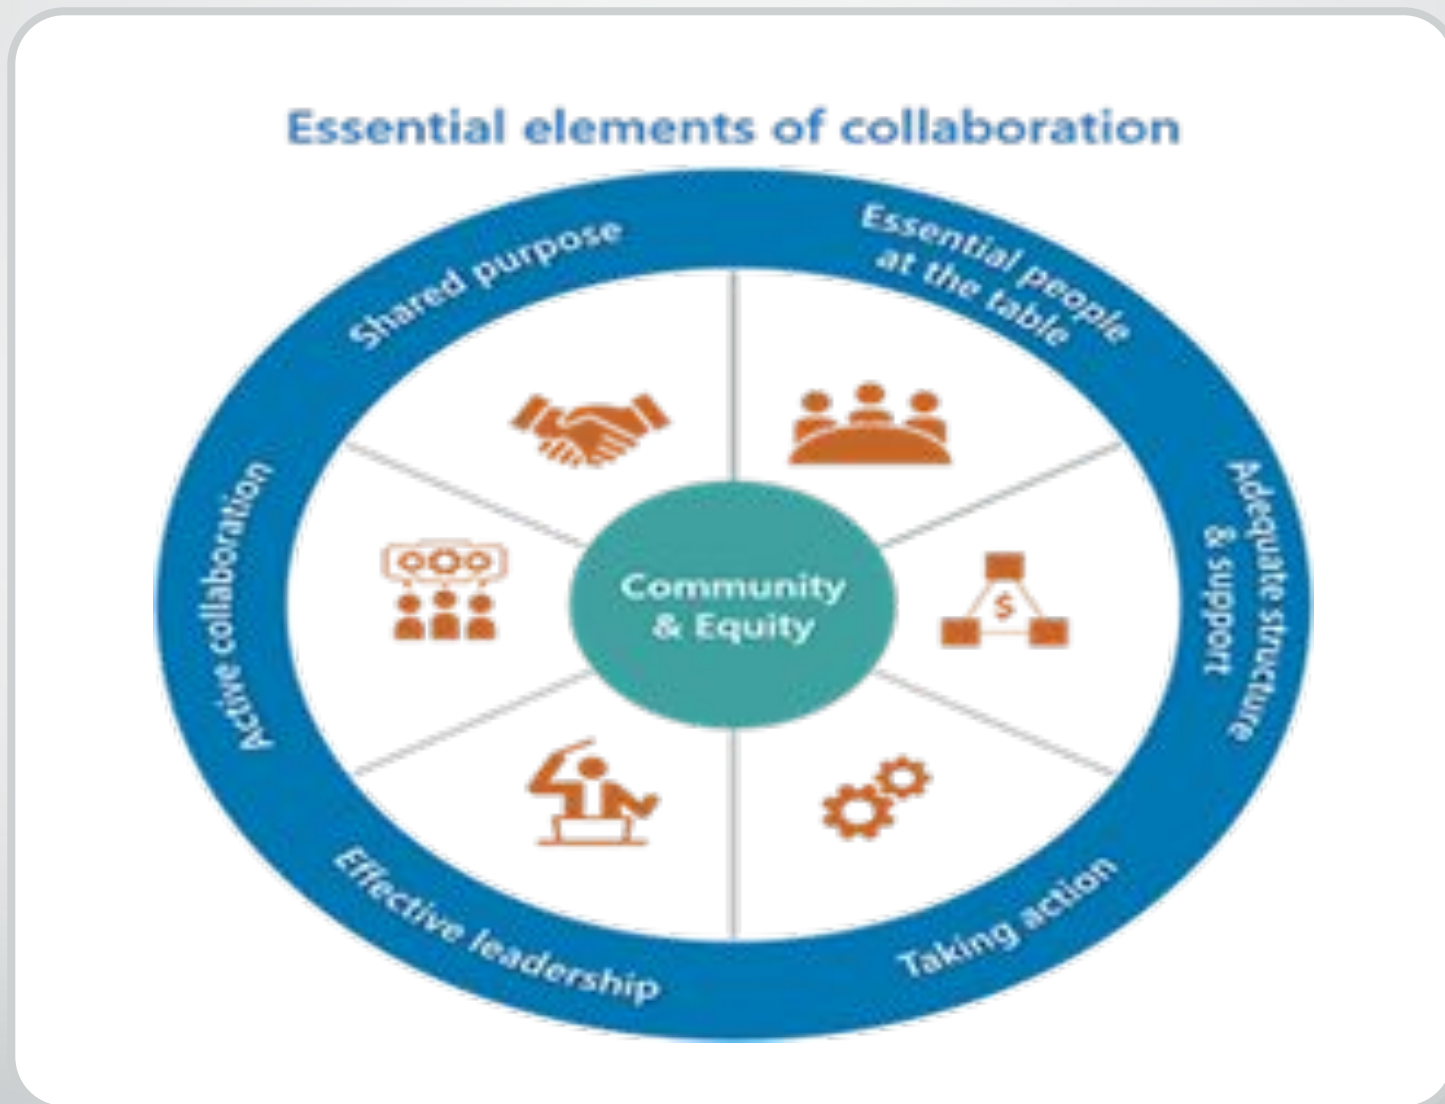 Essential elements of collaboration
Shared purpose
Essential people
at the table
Adequate structure
& support
Taking action
Effective leadership
Active collaboration
$
Community
& Equity